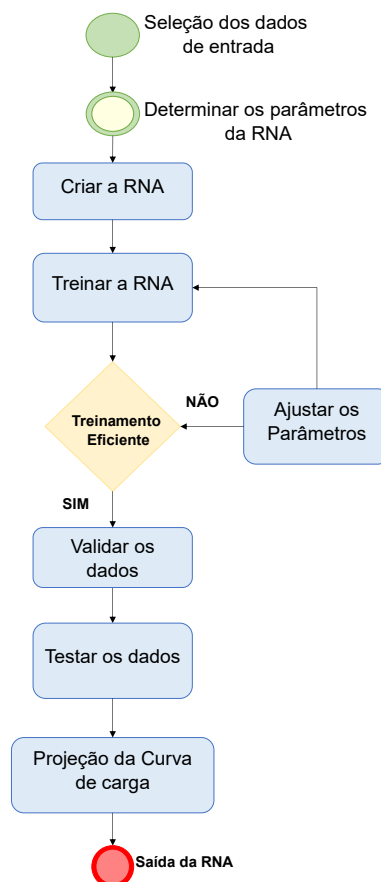 Seleção dos dados
de entrada
Determinar os parâmetros
da RNA
Criar a RNA
Treinar a RNA
Treinamento
Eficiente
NÃO
Ajustar os
Parâmetros
SIM
Validar os
dados
Testar os dados
Projeção da Curva
de carga
Saída da RNA